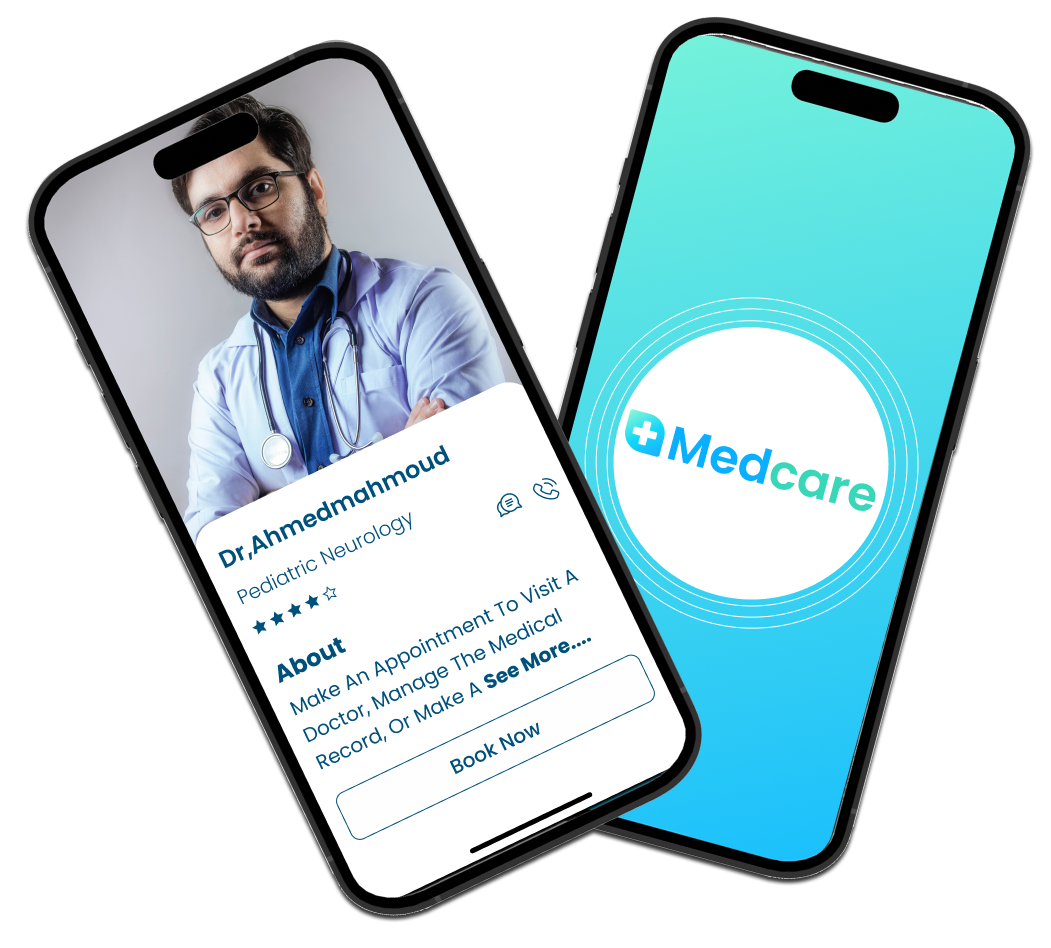 Dr,Ahmedmahmoud
Pediatric Neurology
About
Make An Appointment To Visit A
Doctor, Manage The Medical
Record, Or Make A See More....
Book Now
Medcare